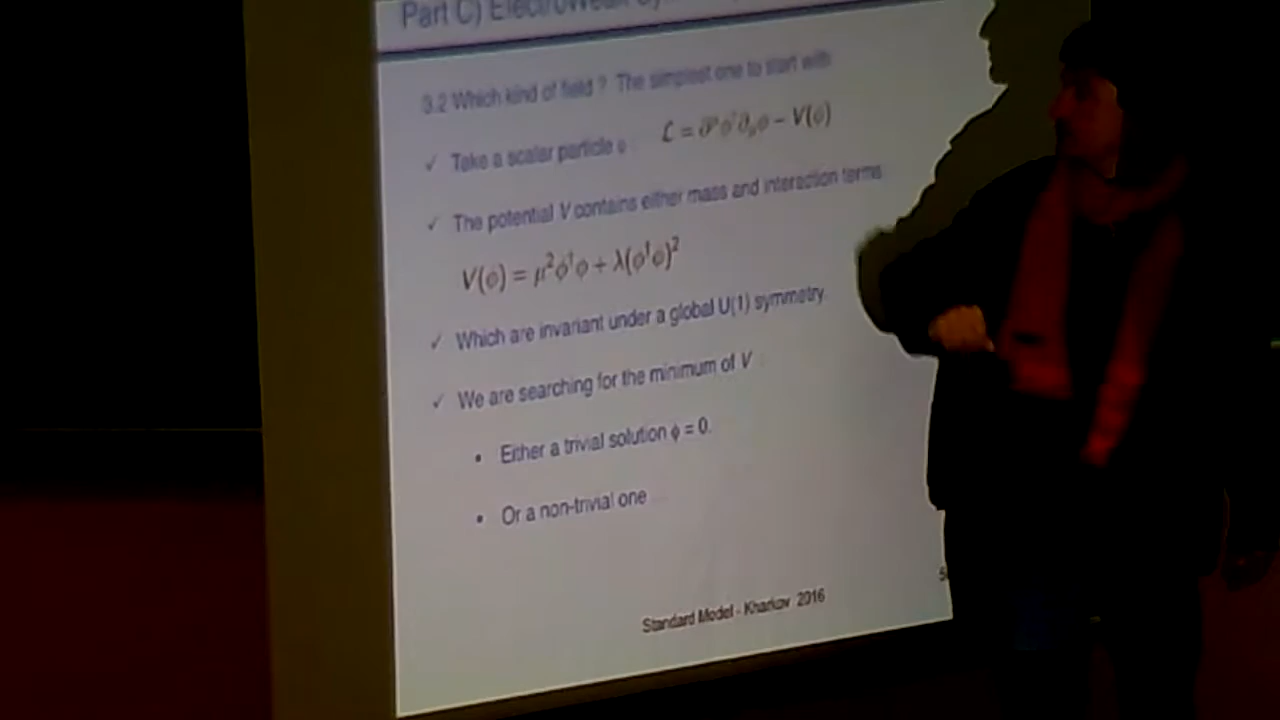 Part C) ElectroWeak
3.2 Which kind of field ? The simplest one to start with
✓ Take a scalar particle φ : ℒ = ∂^μφ^†∂_μφ − V(φ)
✓ The potential V contains either mass and interaction terms
V(φ) = μ²φ^†φ + λ(φ^†φ)²
✓ Which are invariant under a global U(1) symmetry.
✓ We are searching for the minimum of V
• Either a trivial solution ϕ = 0.
• Or a non-trivial one
Standard Model - Kharkov 2016